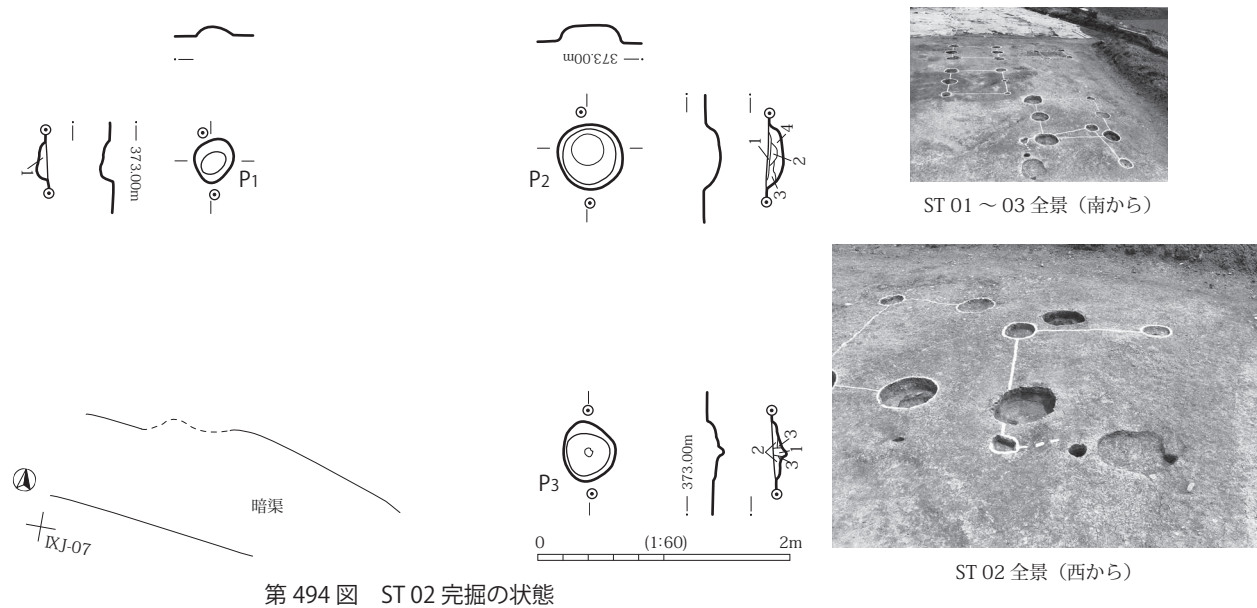 373.00m
1
373.00m
P1
P2
1
4
2
3
ST 01 ～ 03 全景（南から）
P3
373.00m
2
3
1
3
暗渠
ⅨJ-07
0 (1:60) 2m
ST 02 全景（西から）
第 494 図　ST 02 完掘の状態